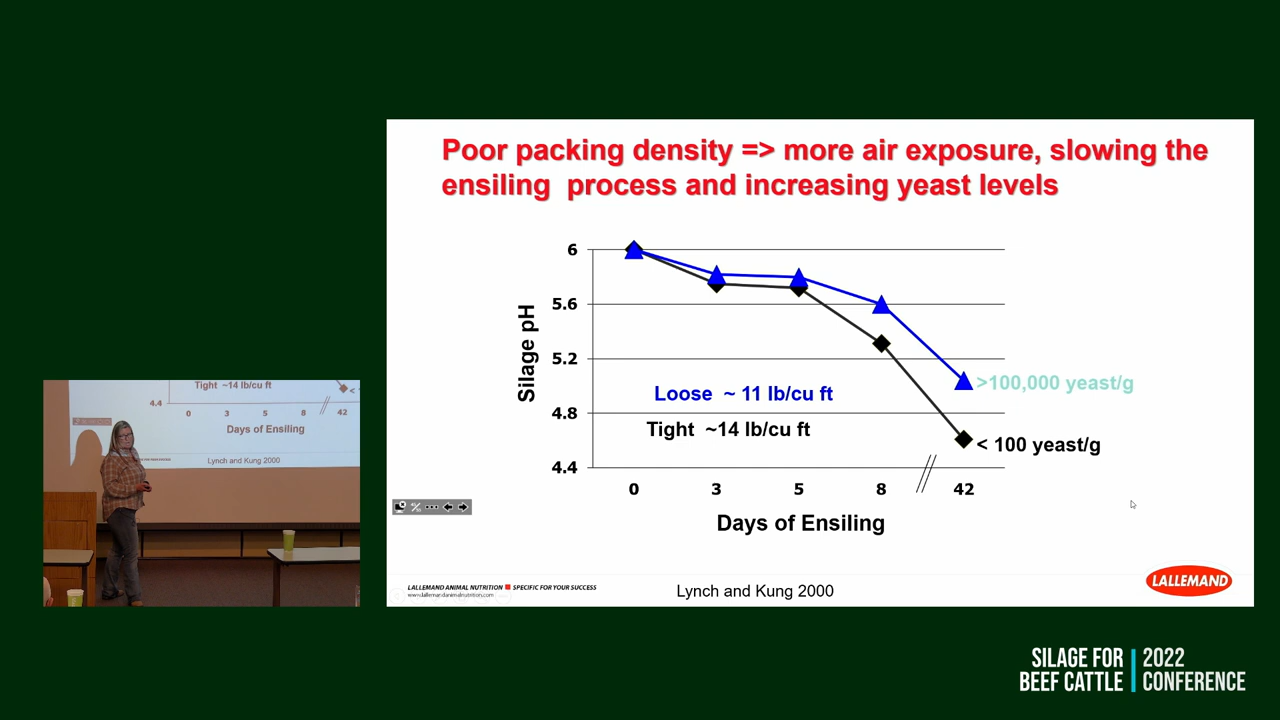 Poor packing density => more air exposure, slowing the
ensiling process and increasing yeast levels
6
5.6
5.2
4.8
4.4
Silage pH
Loose ~ 11 lb/cu ft
Tight ~14 lb/cu ft
>100,000 yeast/g
< 100 yeast/g
0 3 5 8 42
Days of Ensiling
LALLEMAND ANIMAL NUTRITION SPECIFIC FOR YOUR SUCCESS
www.lallemandanimalnutrition.com
Lynch and Kung 2000
LALLEMAND
Tight ~14 lb/cu ft
4.4
0 3 5 8 42
Days of Ensiling
Lynch and Kung 2000
SILAGE FOR
BEEF CATTLE
2022
CONFERENCE